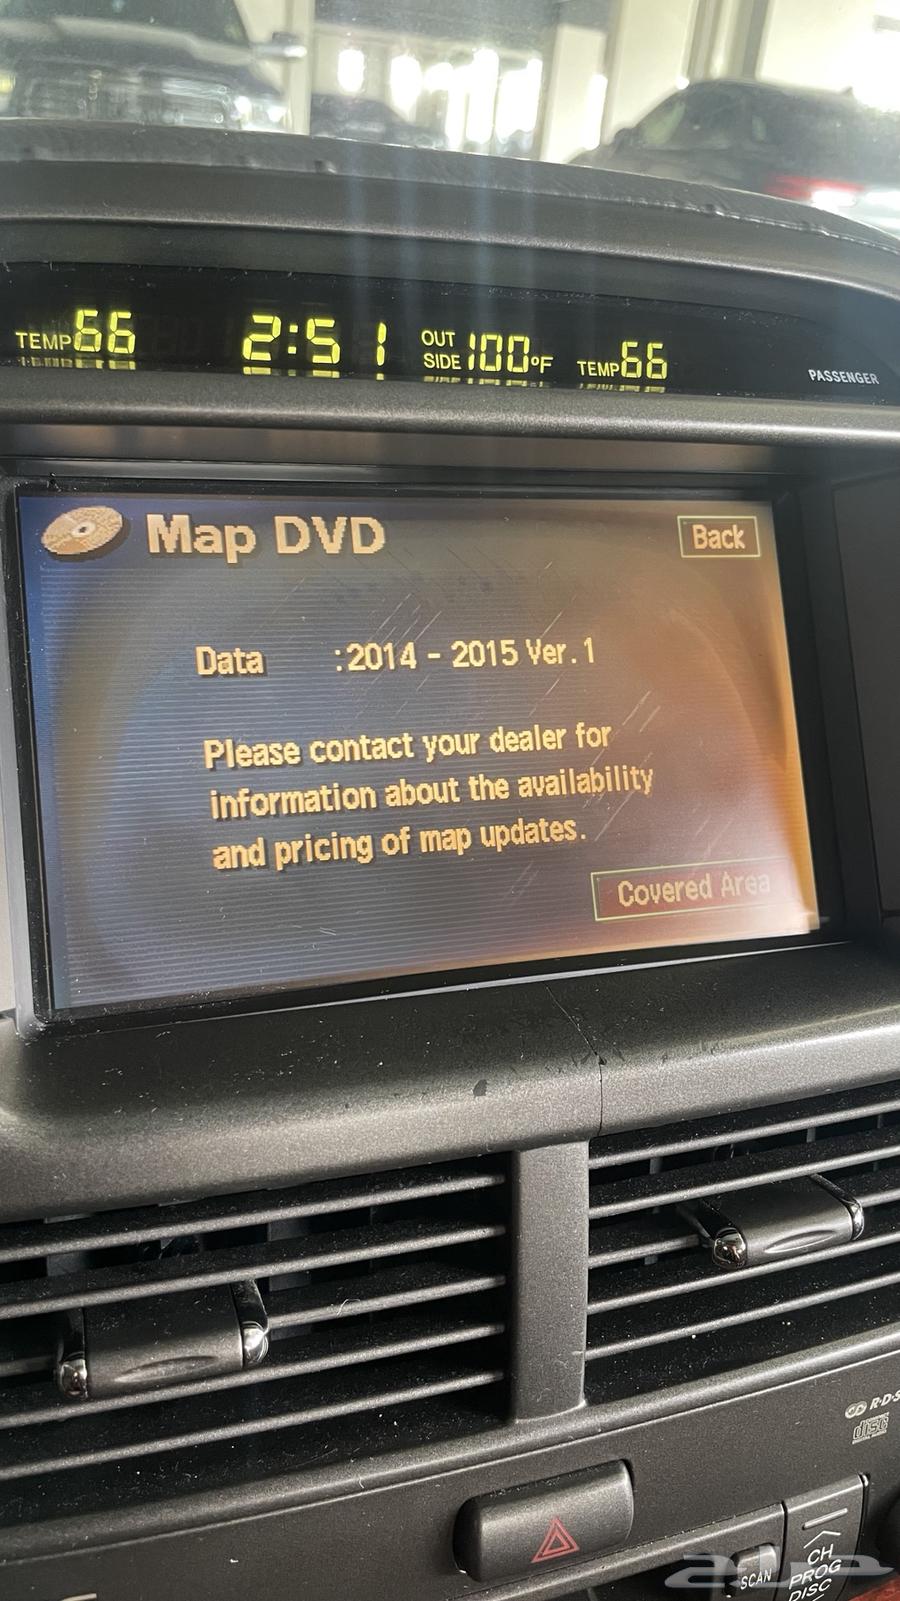 TEMP 66 2:51 OUT SIDE 100°F TEMP 66 PASSENGER
Map DVD Back
Data :2014 - 2015 Ver.1
Please contact your dealer for
information about the availability
and pricing of map updates.
Covered Area
R·D·S
disc
SCAN
CH
PROG
DISC